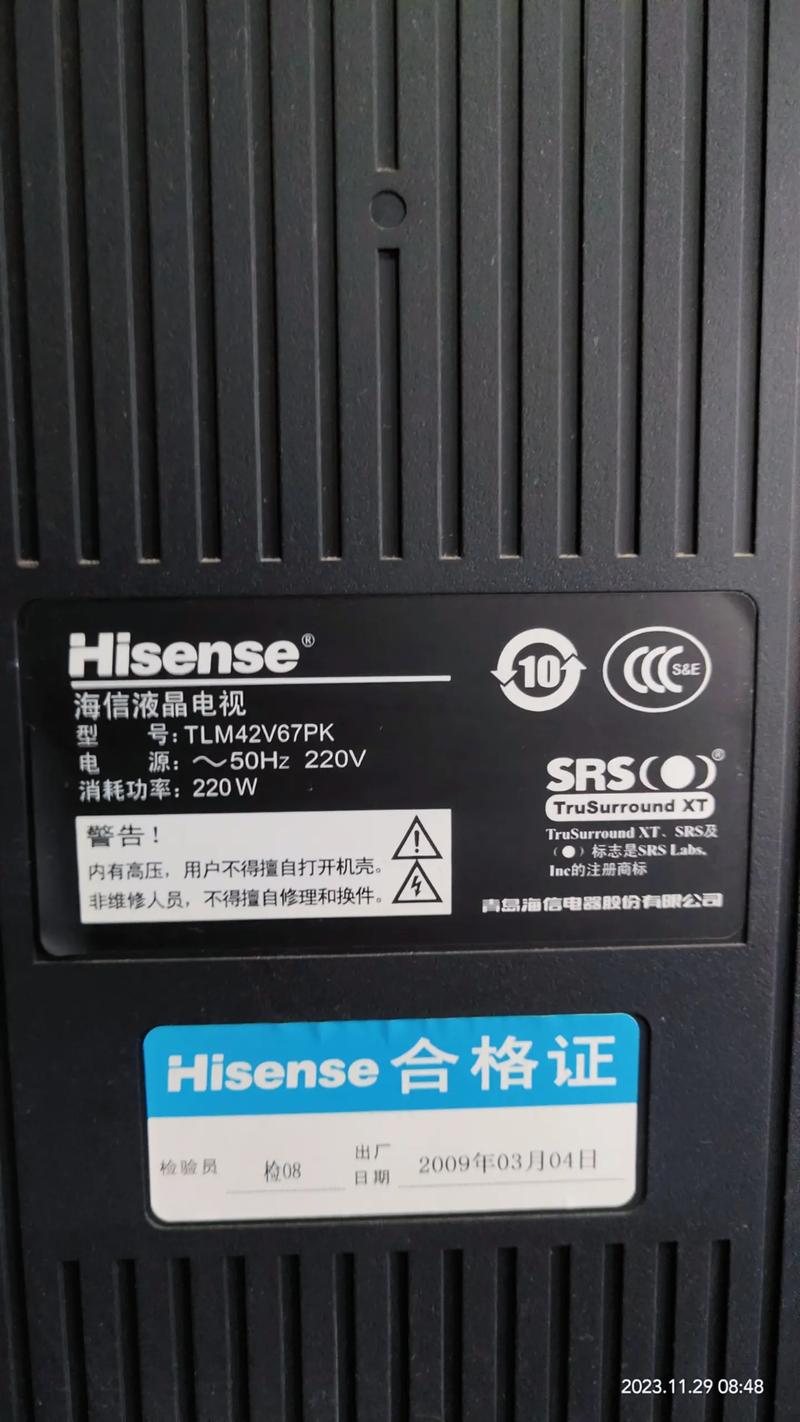 Hisense®
海信液晶电视
型 号: TLM42V67PK
电 源: ～50Hz 220V
消耗功率: 220W
警告!
内有高压，用户不得擅自打开机壳。
非维修人员，不得擅自修理和换件。
10
CCC S&E
SRS(●)®
TruSurround XT
TruSurround XT、SRS及
(●) 标志是SRS Labs,
Inc的注册商标
青岛海信电器股份有限公司
Hisense 合格证
检验员 检08 出厂日期 2009年03月04日
2023.11.29 08:48